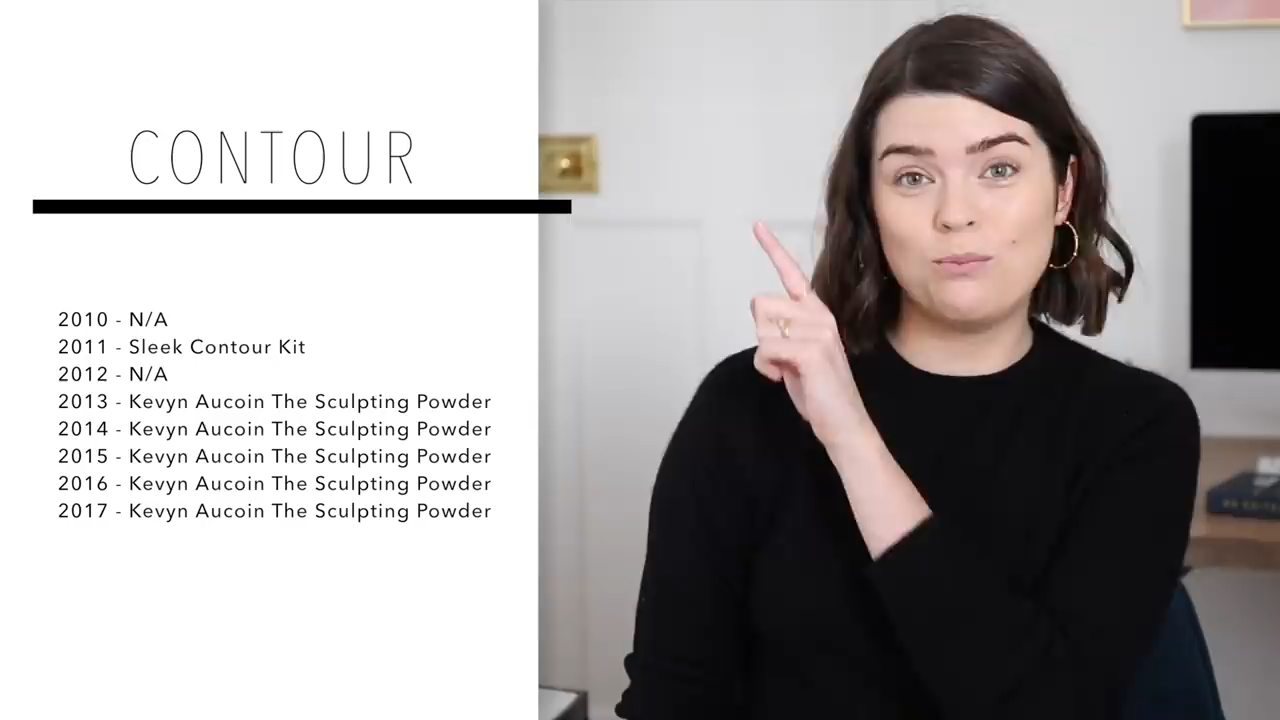 CONTOUR
2010 - N/A
2011 - Sleek Contour Kit
2012 - N/A
2013 - Kevyn Aucoin The Sculpting Powder
2014 - Kevyn Aucoin The Sculpting Powder
2015 - Kevyn Aucoin The Sculpting Powder
2016 - Kevyn Aucoin The Sculpting Powder
2017 - Kevyn Aucoin The Sculpting Powder